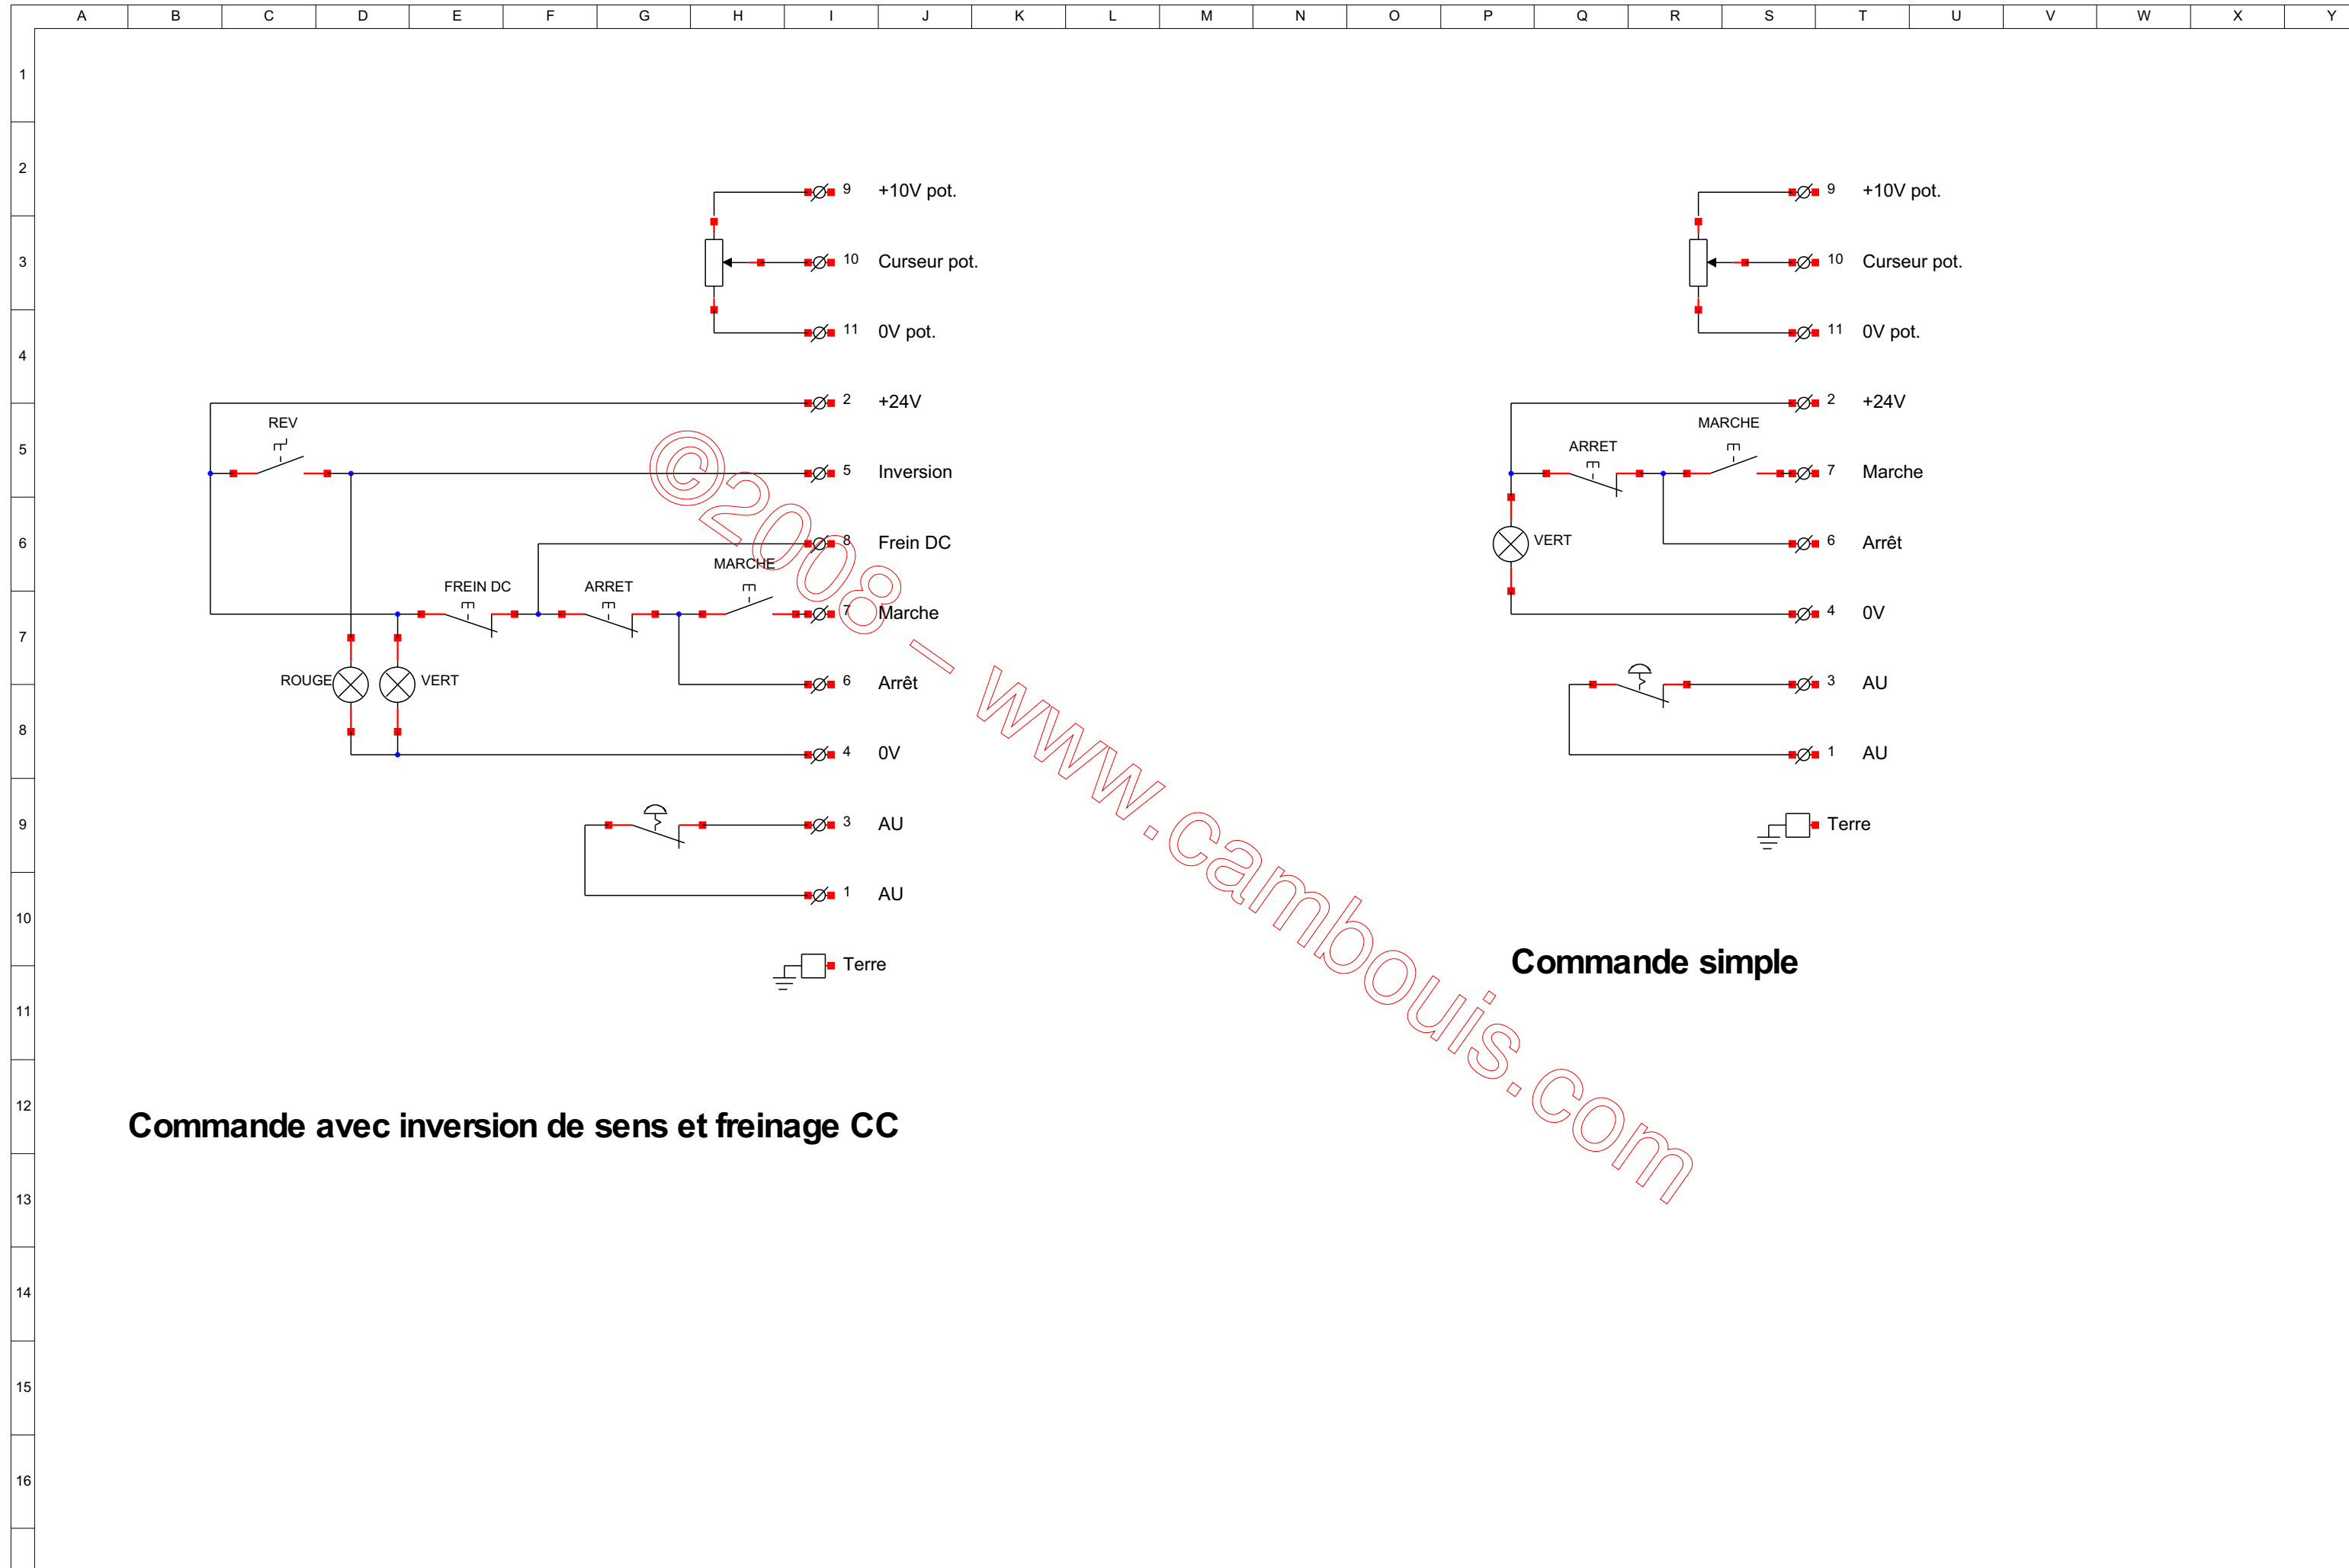 A B C D E F G H I J K L M N O P Q R S T U V W X Y
1
2
3
4
5
6
7
8
9
10
11
12
13
14
15
16
9 +10V pot.
10 Curseur pot.
11 0V pot.
2 +24V
REV
5 Inversion
8 Frein DC
MARCHE
FREIN DC
ARRET
7 Marche
ROUGE
VERT
6 Arrêt
4 0V
3 AU
1 AU
Terre
Commande avec inversion de sens et freinage CC
9 +10V pot.
10 Curseur pot.
11 0V pot.
2 +24V
MARCHE
ARRET
7 Marche
VERT
6 Arrêt
4 0V
3 AU
1 AU
Terre
Commande simple
©2008 – www.cambouis.com